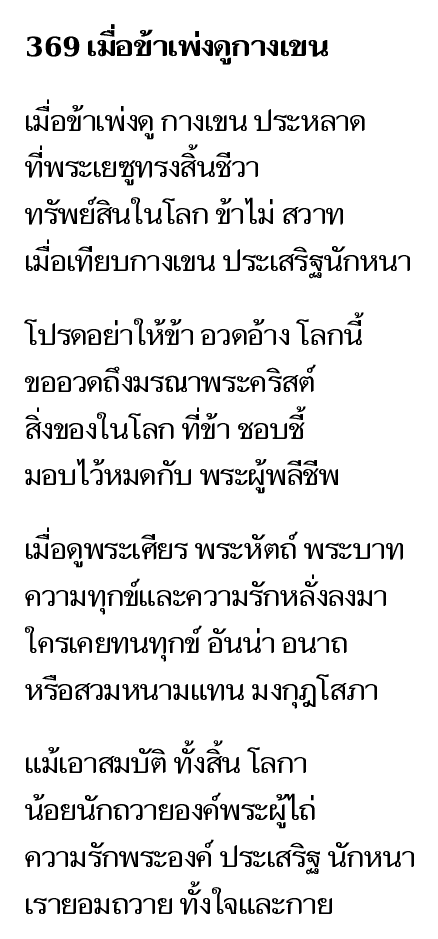 369 เมื่อข้าเพ่งดูกางเขน
เมื่อข้าเพ่งดู กางเขน ประหลาด
ที่พระเยซูทรงสิ้นชีวา
ทรัพย์สินในโลก ข้าไม่ สวาท
เมื่อเทียบกางเขน ประเสริฐนักหนา
โปรดอย่าให้ข้า อวดอ้าง โลกนี้
ขออวดถึงมรณาพระคริสต์
สิ่งของในโลก ที่ข้า ชอบชี้
มอบไว้หมดกับ พระผู้พลีชีพ
เมื่อดูพระเศียร พระหัตถ์ พระบาท
ความทุกข์และความรักหลั่งลงมา
ใครเคยทนทุกข์ อันน่า อนาถ
หรือสวมหนามแทน มงกุฎโสภา
แม้เอาสมบัติ ทั้งสิ้น โลกา
น้อยนักถวายองค์พระผู้ไถ่
ความรักพระองค์ ประเสริฐ นักหนา
เรายอมถวาย ทั้งใจและกาย